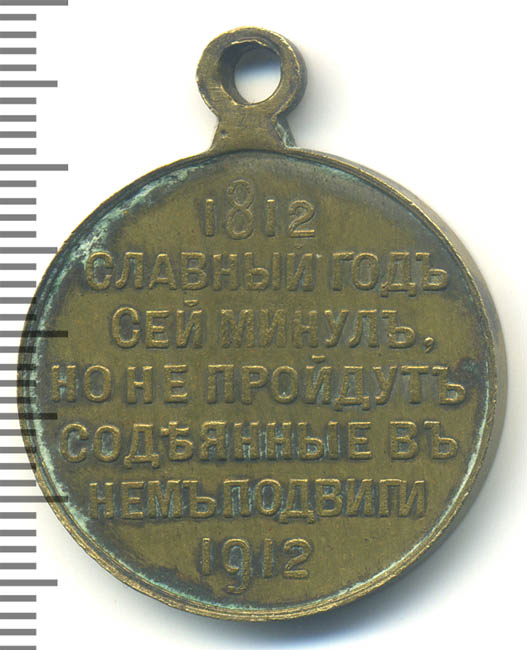 1812
СЛАВНЫЙ ГОДЪ
СЕЙ МИНУЛЪ,
НО НЕ ПРОЙДУТЪ
СОДѢЯННЫЕ ВЪ
НЕМЪ ПОДВИГИ
1912